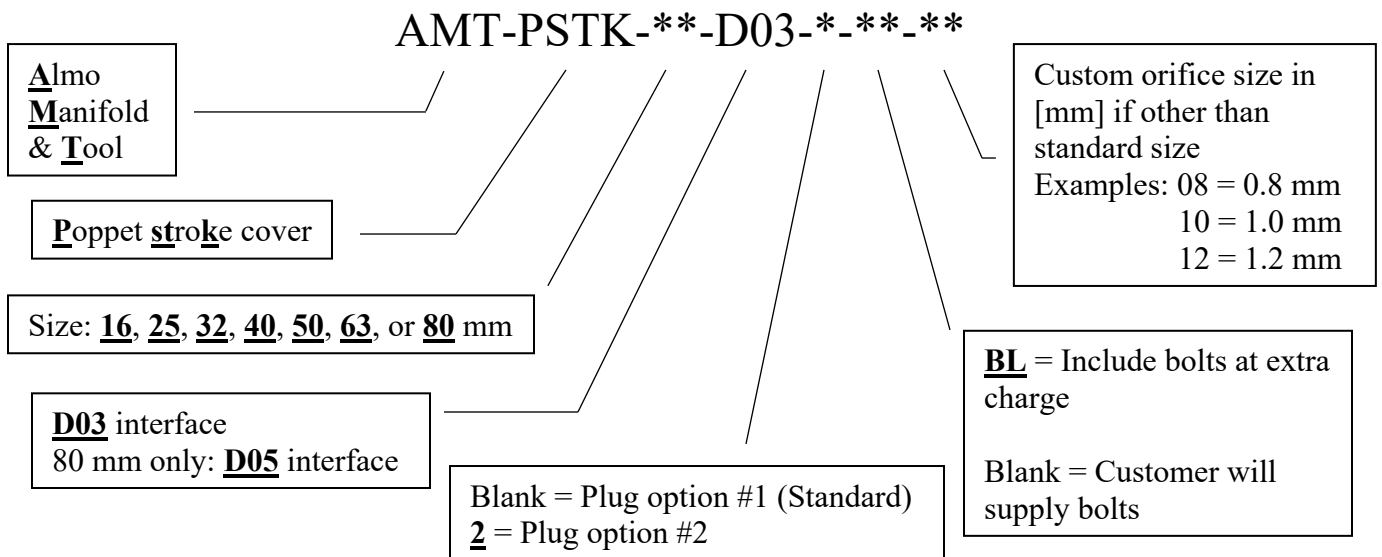 AMT-PSTK-**-D03-*-**-**
Almo
Manifold
& Tool
Poppet stroke cover
Size: 16, 25, 32, 40, 50, 63, or 80 mm
D03 interface
80 mm only: D05 interface
Blank = Plug option #1 (Standard)
2 = Plug option #2
BL = Include bolts at extra
charge
Blank = Customer will
supply bolts
Custom orifice size in
[mm] if other than
standard size
Examples: 08 = 0.8 mm
10 = 1.0 mm
12 = 1.2 mm